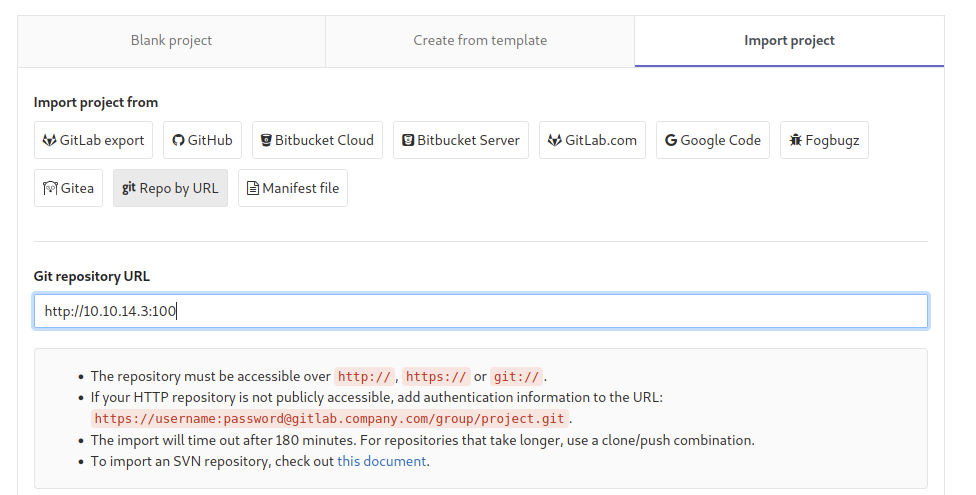 Blank project Create from template Import project
Import project from
GitLab export GitHub Bitbucket Cloud Bitbucket Server GitLab.com Google Code Fogbugz
Gitea git Repo by URL Manifest file
Git repository URL
http://10.10.14.3:100
The repository must be accessible over http://, https:// or git://.
If your HTTP repository is not publicly accessible, add authentication information to the URL:
https://username:password@gitlab.company.com/group/project.git.
The import will time out after 180 minutes. For repositories that take longer, use a clone/push combination.
To import an SVN repository, check out this document.